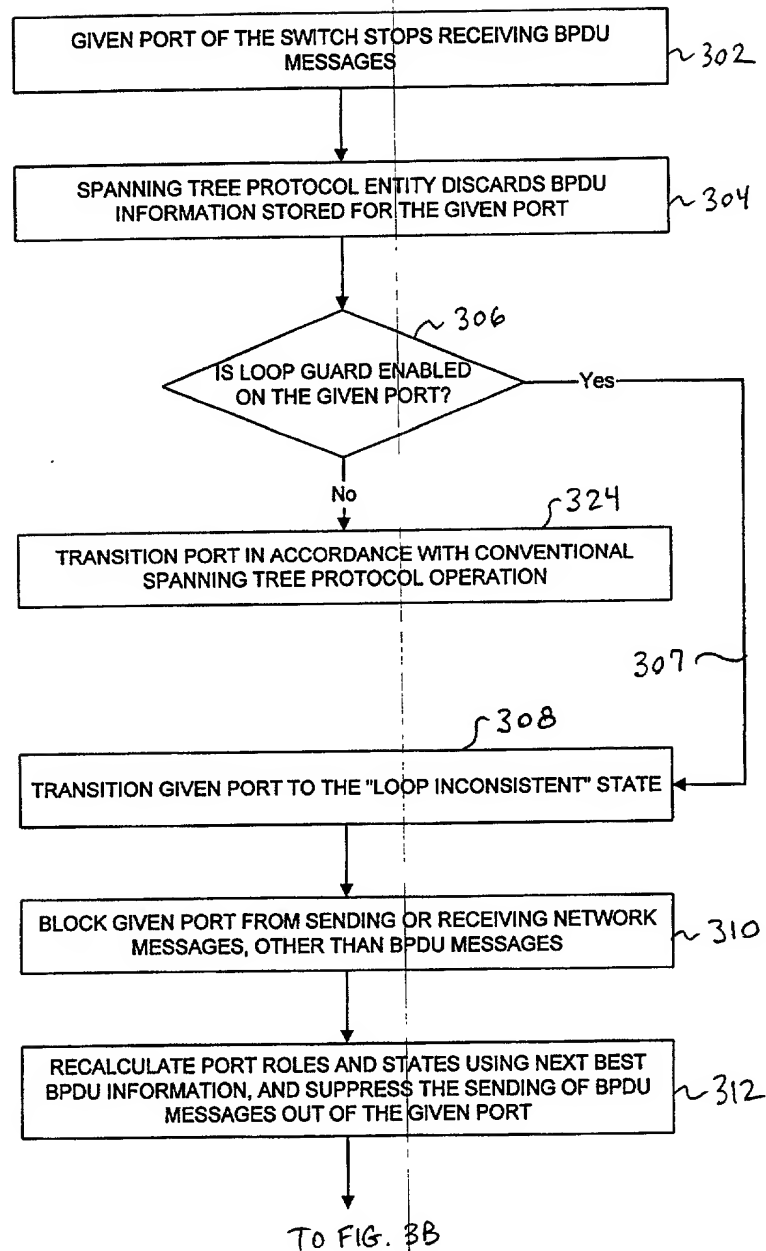 GIVEN PORT OF THE SWITCH STOPS RECEIVING BPDU
MESSAGES
302
SPANNING TREE PROTOCOL ENTITY DISCARDS BPDU
INFORMATION STORED FOR THE GIVEN PORT
304
306
IS LOOP GUARD ENABLED
ON THE GIVEN PORT?
Yes
No
324
TRANSITION PORT IN ACCORDANCE WITH CONVENTIONAL
SPANNING TREE PROTOCOL OPERATION
307
308
TRANSITION GIVEN PORT TO THE "LOOP INCONSISTENT" STATE
BLOCK GIVEN PORT FROM SENDING OR RECEIVING NETWORK
MESSAGES, OTHER THAN BPDU MESSAGES
310
RECALCULATE PORT ROLES AND STATES USING NEXT BEST
BPDU INFORMATION, AND SUPPRESS THE SENDING OF BPDU
MESSAGES OUT OF THE GIVEN PORT
312
TO FIG. 3B